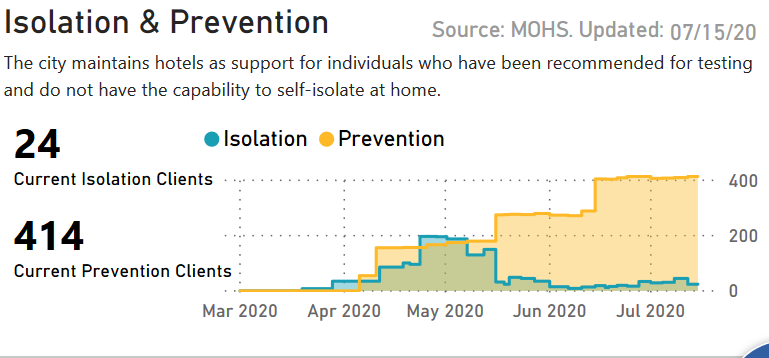 Isolation & Prevention
Source: MOHS. Updated: 07/15/20
The city maintains hotels as support for individuals who have been recommended for testing
and do not have the capability to self-isolate at home.
24
Current Isolation Clients
414
Current Prevention Clients
Isolation Prevention
400
200
0
Mar 2020 Apr 2020 May 2020 Jun 2020 Jul 2020